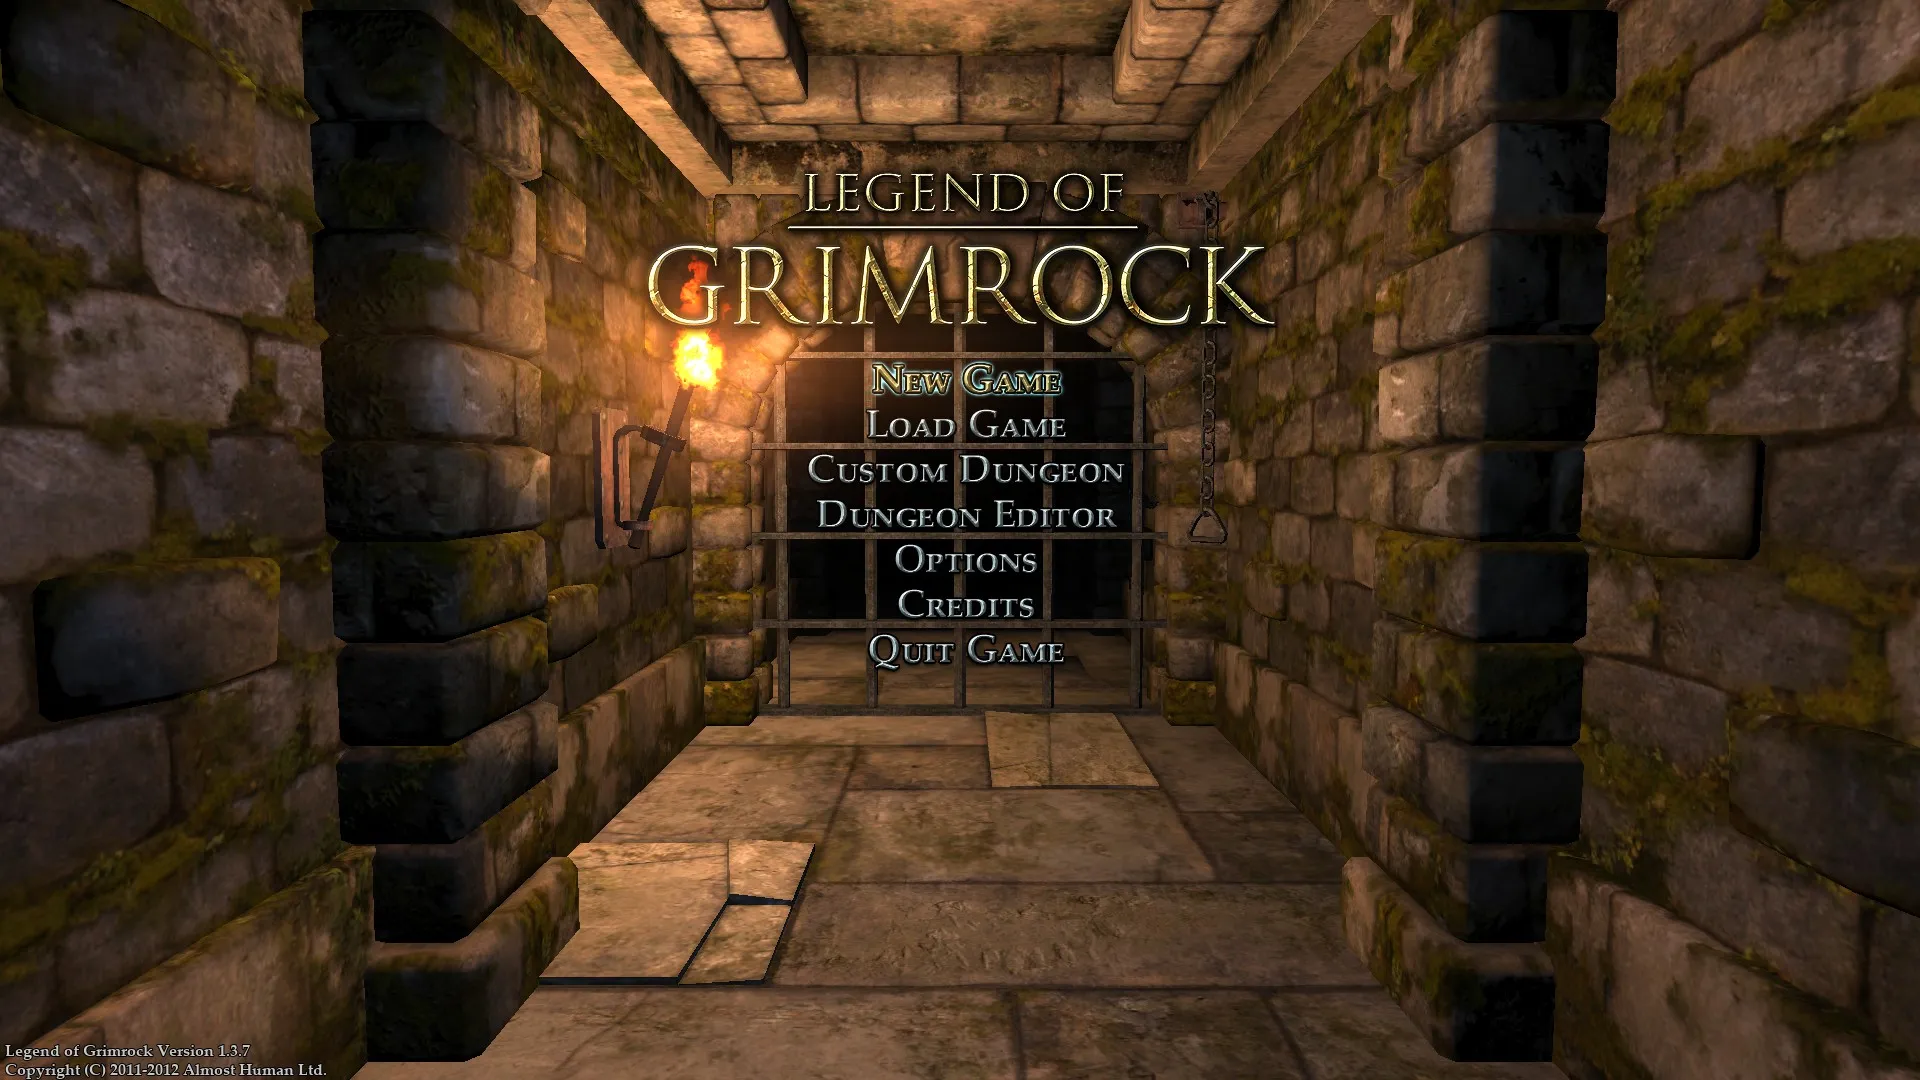 LEGEND OF
GRIMROCK
New Game
Load Game
Custom Dungeon
Dungeon Editor
Options
Credits
Quit Game
Legend of Grimrock Version 1.3.7
Copyright (C) 2011-2012 Almost Human Ltd.